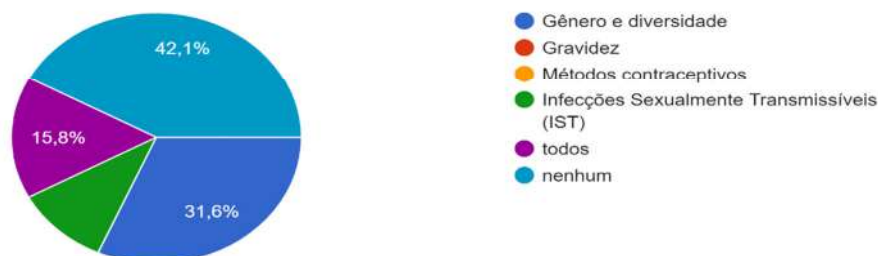 42,1%
15,8%
31,6%
Gênero e diversidade
Gravidez
Métodos contraceptivos
Infecções Sexualmente Transmissíveis
(IST)
todos
nenhum